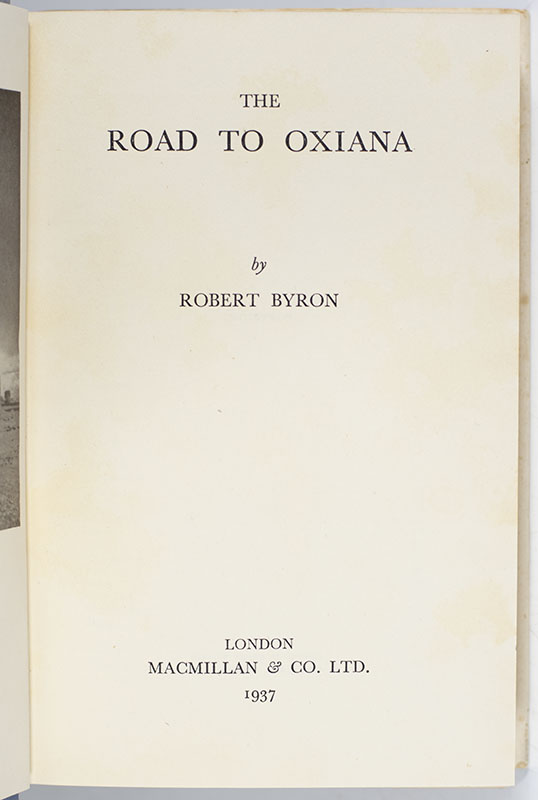 THE
ROAD TO OXIANA
by
ROBERT BYRON
LONDON
MACMILLAN & CO. LTD.
1937